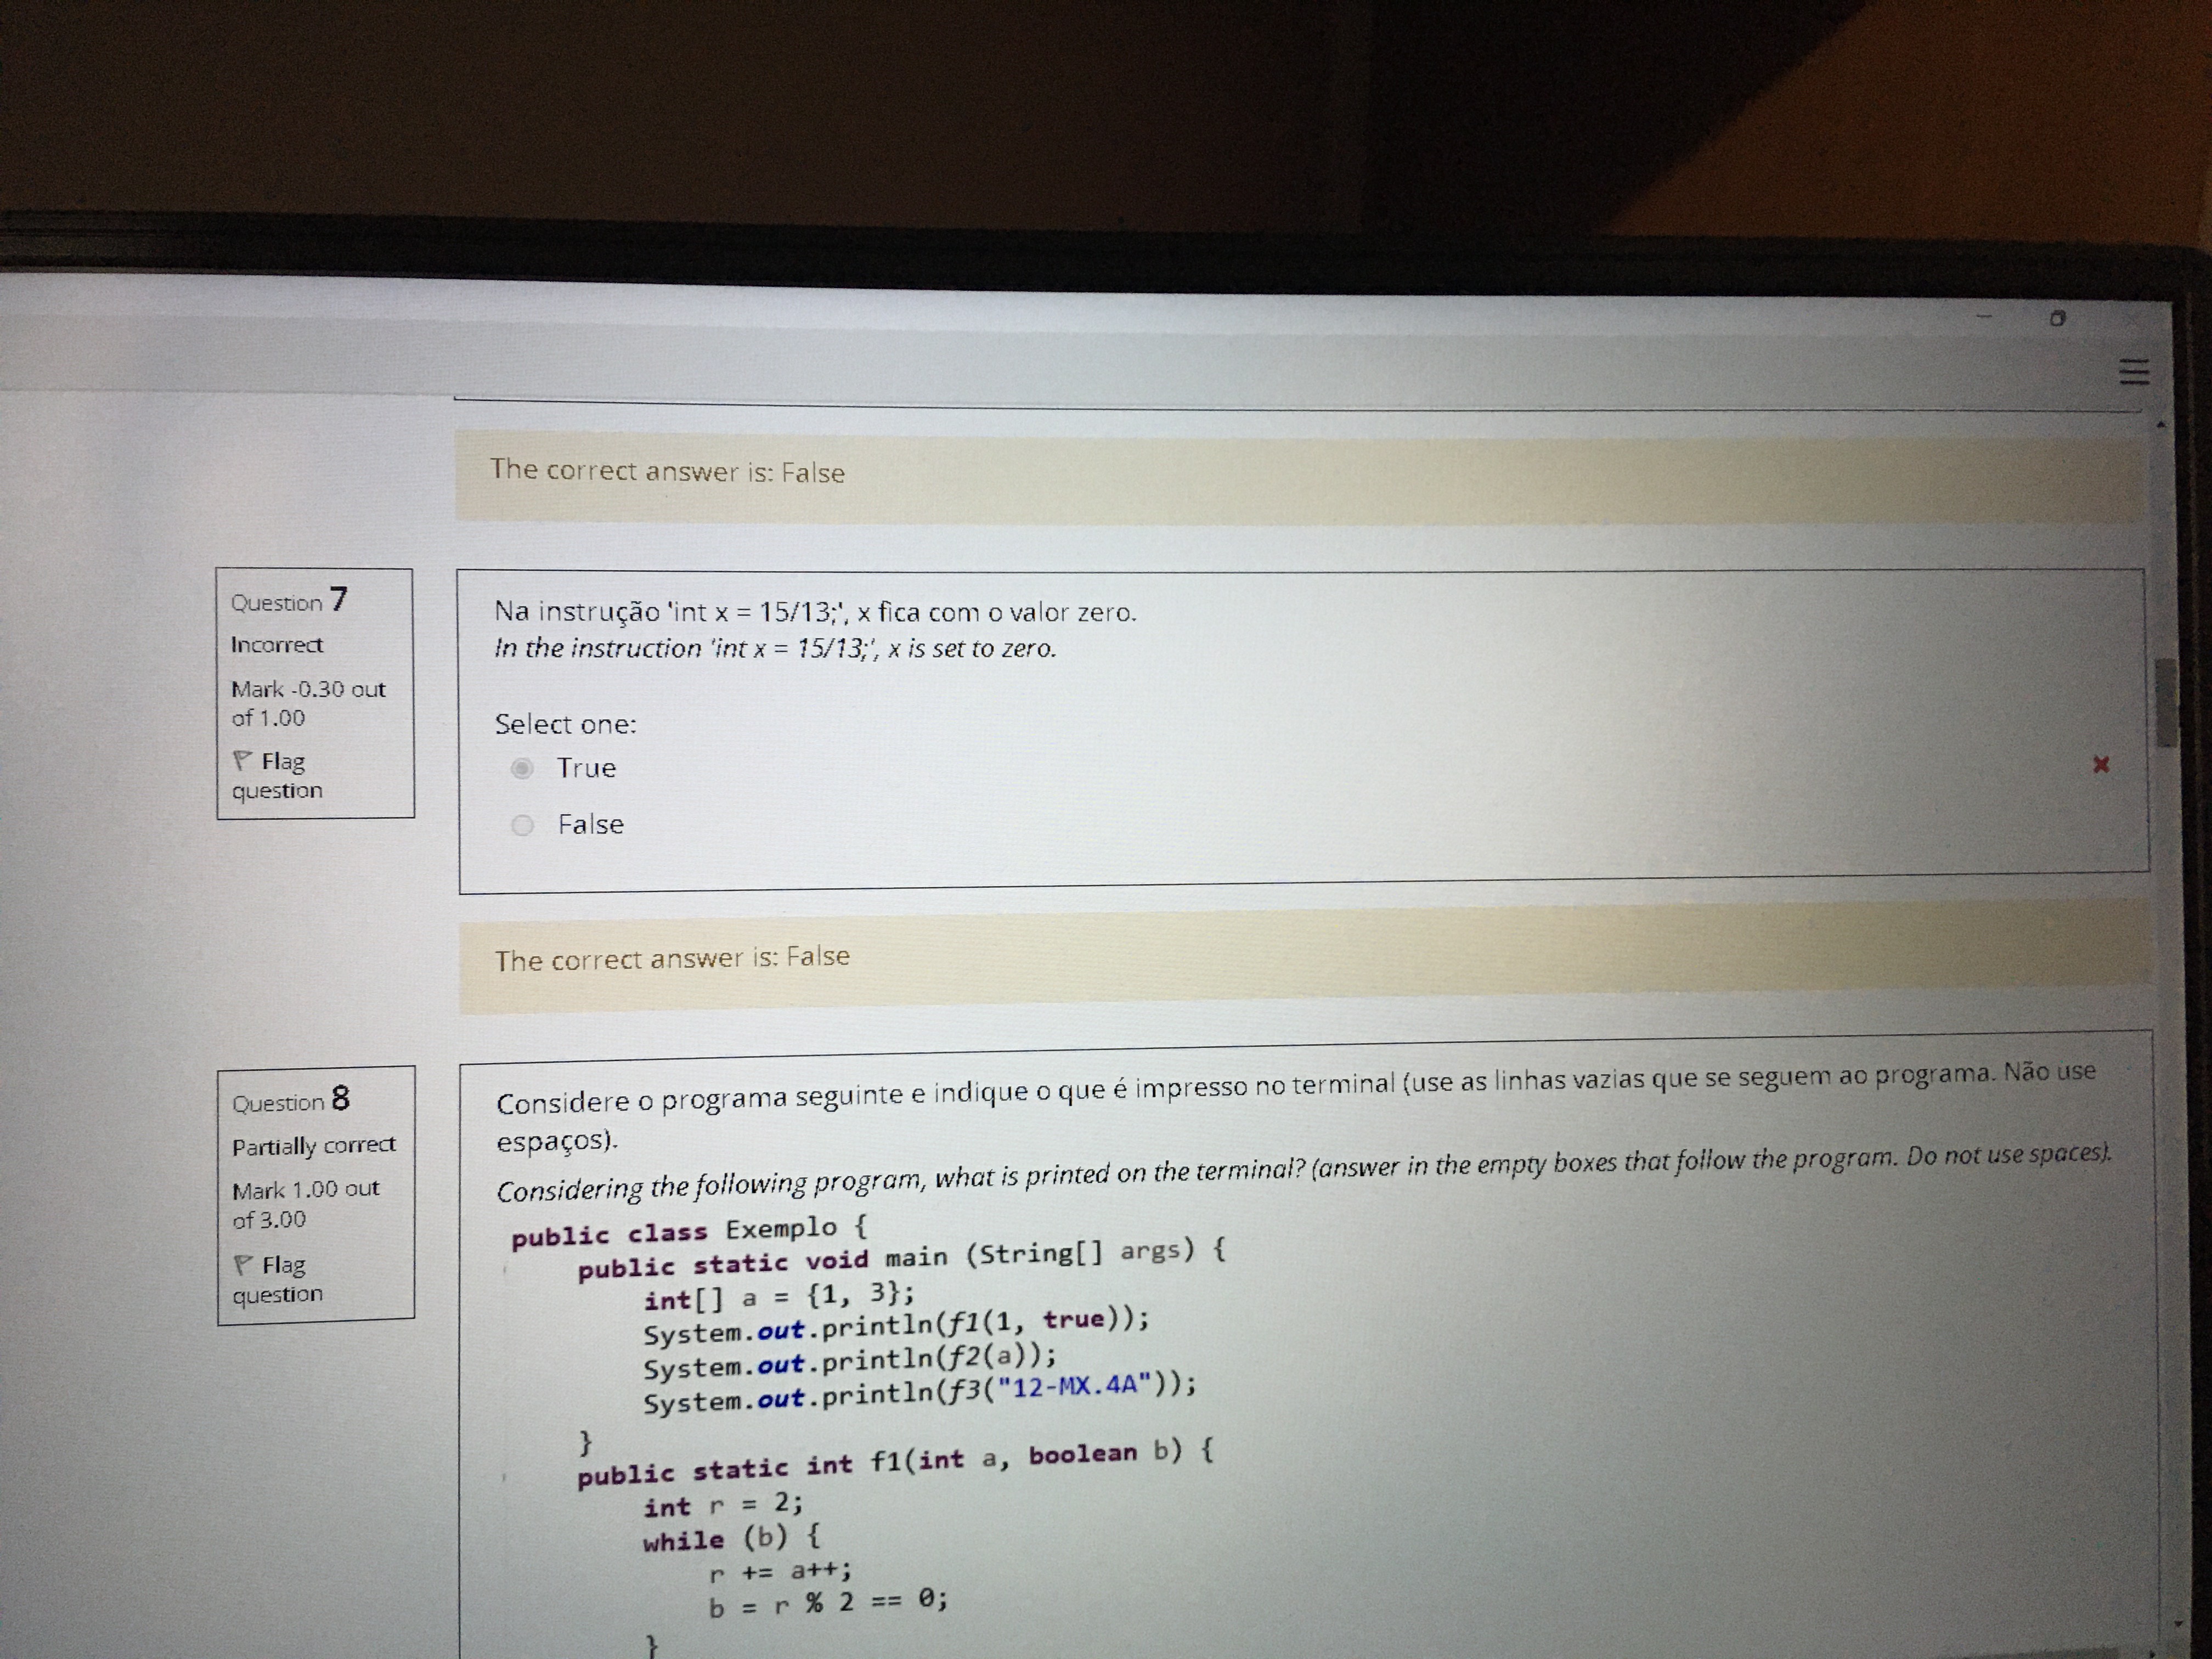 The correct answer is: False
Question 7
Incorrect
Mark -0.30 out
of 1.00
Flag
question
Na instrução 'int x = 15/13;', x fica com o valor zero.
In the instruction 'int x = 15/13;', x is set to zero.
Select one:
True
False
The correct answer is: False
Question 8
Partially correct
Mark 1.00 out
of 3.00
Flag
question
Considere o programa seguinte e indique o que é impresso no terminal (use as linhas vazias que se seguem ao programa. Não use
espaços).
Considering the following program, what is printed on the terminal? (answer in the empty boxes that follow the program. Do not use spaces).
public class Exemplo {
public static void main (String[] args) {
int[] a = {1, 3};
System.out.println(f1(1, true));
System.out.println(f2(a));
System.out.println(f3("12-MX.4A"));
}
public static int f1(int a, boolean b) {
int r = 2;
while (b) {
r += a++;
b = r % 2 == 0;
}